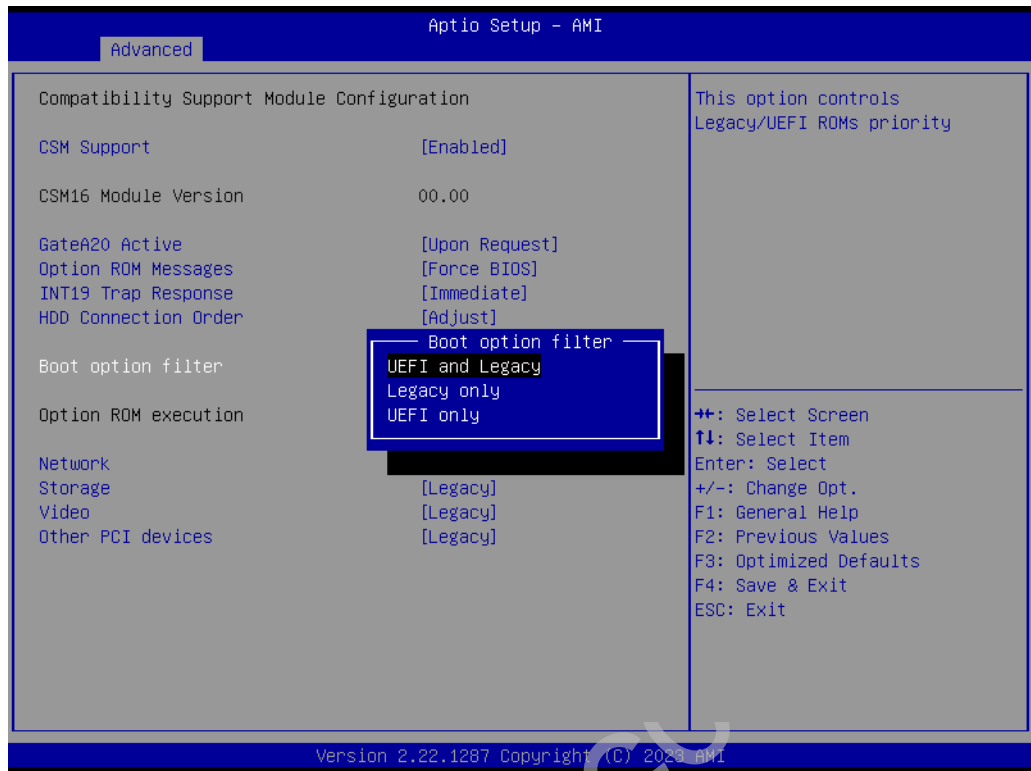 Aptio Setup – AMI
Advanced
Compatibility Support Module Configuration
CSM Support [Enabled]
CSM16 Module Version 00.00
GateA20 Active [Upon Request]
Option ROM Messages [Force BIOS]
INT19 Trap Response [Immediate]
HDD Connection Order [Adjust]
Boot option filter
Boot option filter
UEFI and Legacy
Legacy only
UEFI only
Option ROM execution
Network
Storage [Legacy]
Video [Legacy]
Other PCI devices [Legacy]
This option controls
Legacy/UEFI ROMs priority
→←: Select Screen
↑↓: Select Item
Enter: Select
+/-: Change Opt.
F1: General Help
F2: Previous Values
F3: Optimized Defaults
F4: Save & Exit
ESC: Exit
Version 2.22.1287 Copyright (C) 2023 AMI